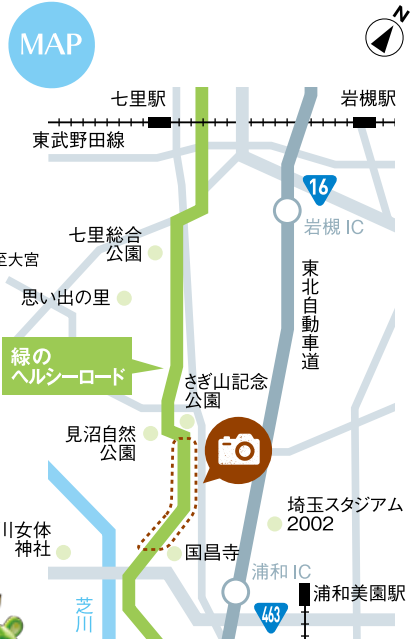 MAP
N
七里駅
岩槻駅
東武野田線
16
岩槻 IC
七里総合
公園
至大宮
思い出の里
東北自動車道
緑の
ヘルシーロード
さぎ山記念
公園
見沼自然
公園
埼玉スタジアム
2002
川女体
神社
国昌寺
浦和 IC
芝川
浦和美園駅
463